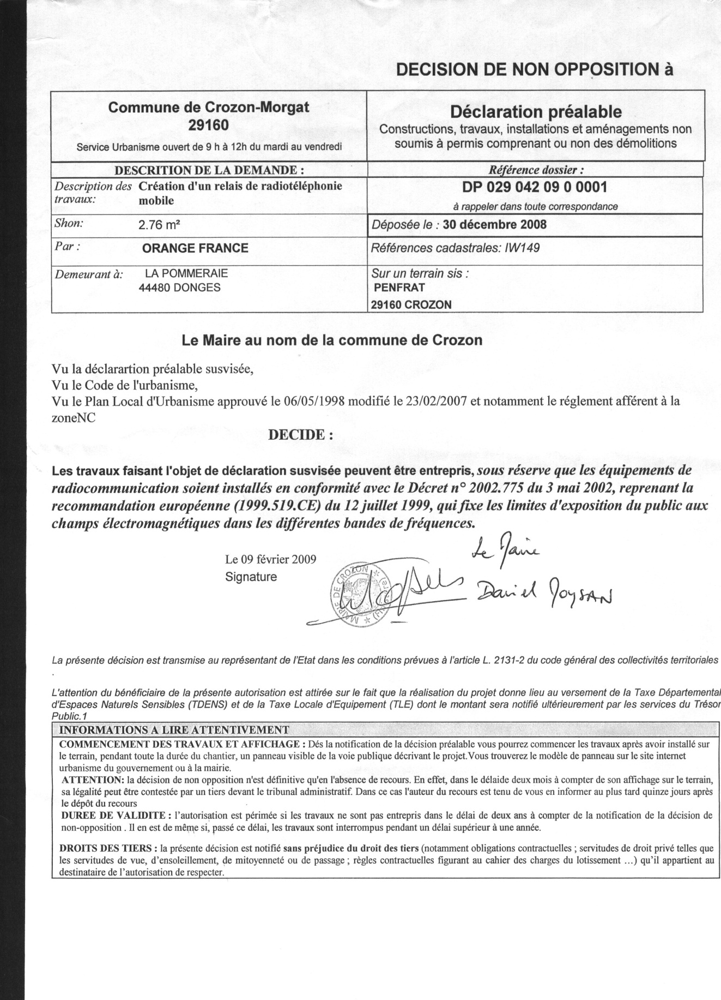 DECISION DE NON OPPOSITION à
Commune de Crozon-Morgat
29160
Service Urbanisme ouvert de 9 h à 12h du mardi au vendredi
Déclaration préalable
Constructions, travaux, installations et aménagements non
soumis à permis comprenant ou non des démolitions
DESCRITION DE LA DEMANDE :
Référence dossier :
Description des travaux: Création d'un relais de radiotéléphonie
mobile
DP 029 042 09 0 0001
à rappeler dans toute correspondance
Shon: 2.76 m²
Déposée le : 30 décembre 2008
Par : ORANGE FRANCE
Références cadastrales: IW149
Demeurant à: LA POMMERAIE
44480 DONGES
Sur un terrain sis :
PENFRAT
29160 CROZON
Le Maire au nom de la commune de Crozon
Vu la déclarartion préalable susvisée,
Vu le Code de l'urbanisme,
Vu le Plan Local d'Urbanisme approuvé le 06/05/1998 modifié le 23/02/2007 et notamment le réglement afférent à la
zoneNC
DECIDE :
Les travaux faisant l'objet de déclaration susvisée peuvent être entrepris, sous réserve que les équipements de
radiocommunication soient installés en conformité avec le Décret n° 2002.775 du 3 mai 2002, reprenant la
recommandation européenne (1999.519.CE) du 12 juillet 1999, qui fixe les limites d'exposition du public aux
champs électromagnétiques dans les différentes bandes de fréquences.
Le Maire
Le 09 février 2009
Signature
MAIRE DE CROZON
Daniel MOYSAN
La présente décision est transmise au représentant de l'Etat dans les conditions prévues à l'article L. 2131-2 du code général des collectivités territoriales
.
L'attention du bénéficiaire de la présente autorisation est attirée sur le fait que la réalisation du projet donne lieu au versement de la Taxe Départemental
d'Espaces Naturels Sensibles (TDENS) et de la Taxe Locale d'Equipement (TLE) dont le montant sera notifié ultérieurement par les services du Trésor
Public.1
INFORMATIONS A LIRE ATTENTIVEMENT
COMMENCEMENT DES TRAVAUX ET AFFICHAGE : Dés la notification de la décision préalable vous pourrez commencer les travaux après avoir installé sur
le terrain, pendant toute la durée du chantier, un panneau visible de la voie publique décrivant le projet.Vous trouverez le modèle de panneau sur le site internet
urbanisme du gouvernement ou à la mairie.
ATTENTION: la décision de non opposition n'est définitive qu'en l'absence de recours. En effet, dans le délaide deux mois à compter de son affichage sur le terrain,
sa légalité peut être contestée par un tiers devant le tribunal administratif. Dans ce cas l'auteur du recours est tenu de vous en informer au plus tard quinze jours après
le dépôt du recours
DUREE DE VALIDITE : l'autorisation est périmée si les travaux ne sont pas entrepris dans le délai de deux ans à compter de la notification de la décision de
non-opposition . Il en est de même si, passé ce délai, les travaux sont interrompus pendant un délai supérieur à une année.
DROITS DES TIERS : la présente décision est notifié sans préjudice du droit des tiers (notamment obligations contractuelles ; servitudes de droit privé telles que
les servitudes de vue, d'ensoleillement, de mitoyenneté ou de passage ; règles contractuelles figurant au cahier des charges du lotissement …) qu'il appartient au
destinataire de l'autorisation de respecter.